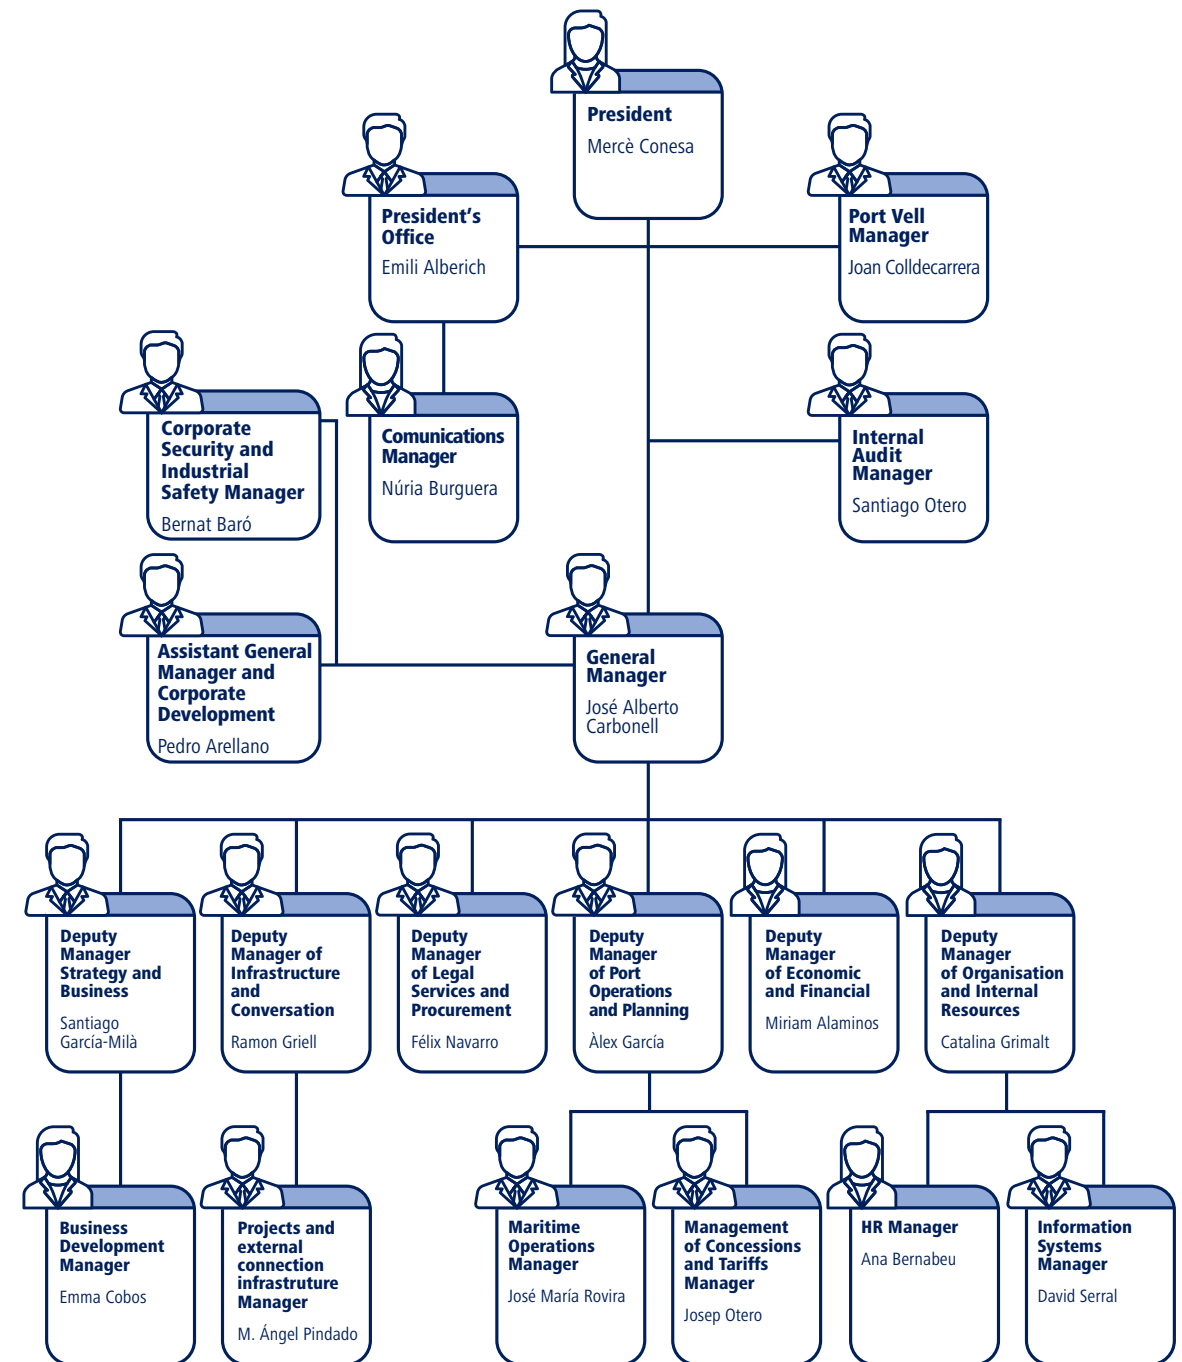 President
Mercè Conesa
President's
Office
Emili Alberich
Port Vell
Manager
Joan Colldecarrera
Corporate
Security and
Industrial
Safety Manager
Bernat Baró
Comunications
Manager
Núria Burguera
Internal
Audit
Manager
Santiago Otero
Assistant General
Manager and
Corporate
Development
Pedro Arellano
General
Manager
José Alberto
Carbonell
Deputy
Manager
Strategy and
Business
Santiago
García-Milà
Deputy
Manager of
Infrastructure
and
Conversation
Ramon Griell
Deputy
Manager
of Legal
Services and
Procurement
Félix Navarro
Deputy
Manager
of Port
Operations
and Planning
Àlex García
Deputy
Manager
of Economic
and Financial
Miriam Alaminos
Deputy
Manager
of Organisation
and Internal
Resources
Catalina Grimalt
Business
Development
Manager
Emma Cobos
Projects and
external
connection
infrastruture
Manager
M. Ángel Pindado
Maritime
Operations
Manager
José María Rovira
Management
of Concessions
and Tariffs
Manager
Josep Otero
HR Manager
Ana Bernabeu
Information
Systems
Manager
David Serral